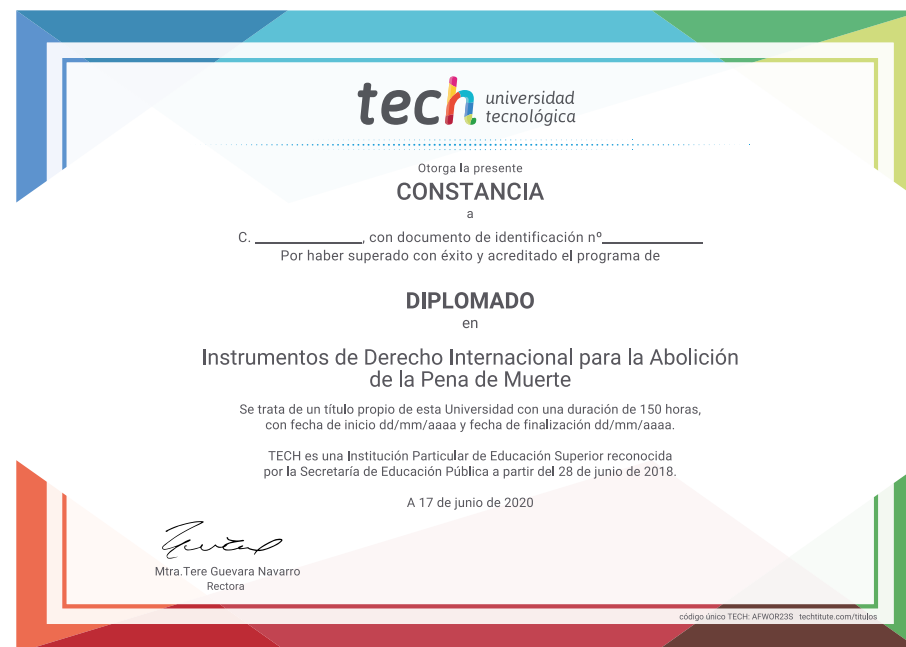 tech universidad
tecnológica
Otorga la presente
CONSTANCIA
a
C. ____________, con documento de identificación nº____________
Por haber superado con éxito y acreditado el programa de
DIPLOMADO
en
Instrumentos de Derecho Internacional para la Abolición
de la Pena de Muerte
Se trata de un título propio de esta Universidad con una duración de 150 horas,
con fecha de inicio dd/mm/aaaa y fecha de finalización dd/mm/aaaa.
TECH es una Institución Particular de Educación Superior reconocida
por la Secretaría de Educación Pública a partir del 28 de junio de 2018.
A 17 de junio de 2020
Mtra.Tere Guevara Navarro
Rectora
código único TECH: AFWOR23S techtitute.com/titulos